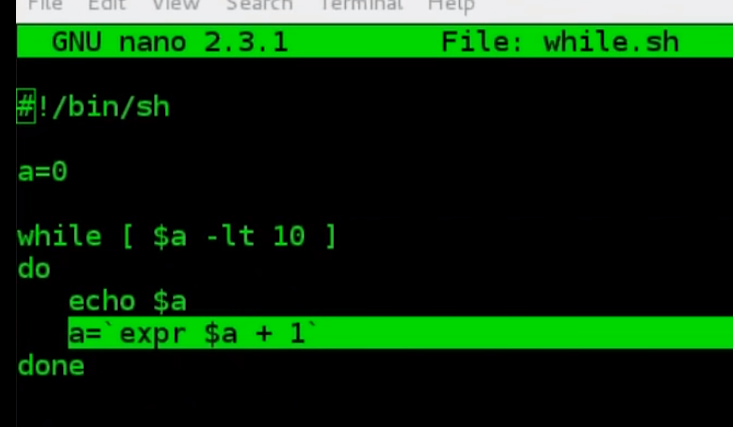 File Edit View Search Terminal Help
GNU nano 2.3.1 File: while.sh
#!/bin/sh
a=0
while [ $a -lt 10 ]
do
echo $a
a=`expr $a + 1`
done